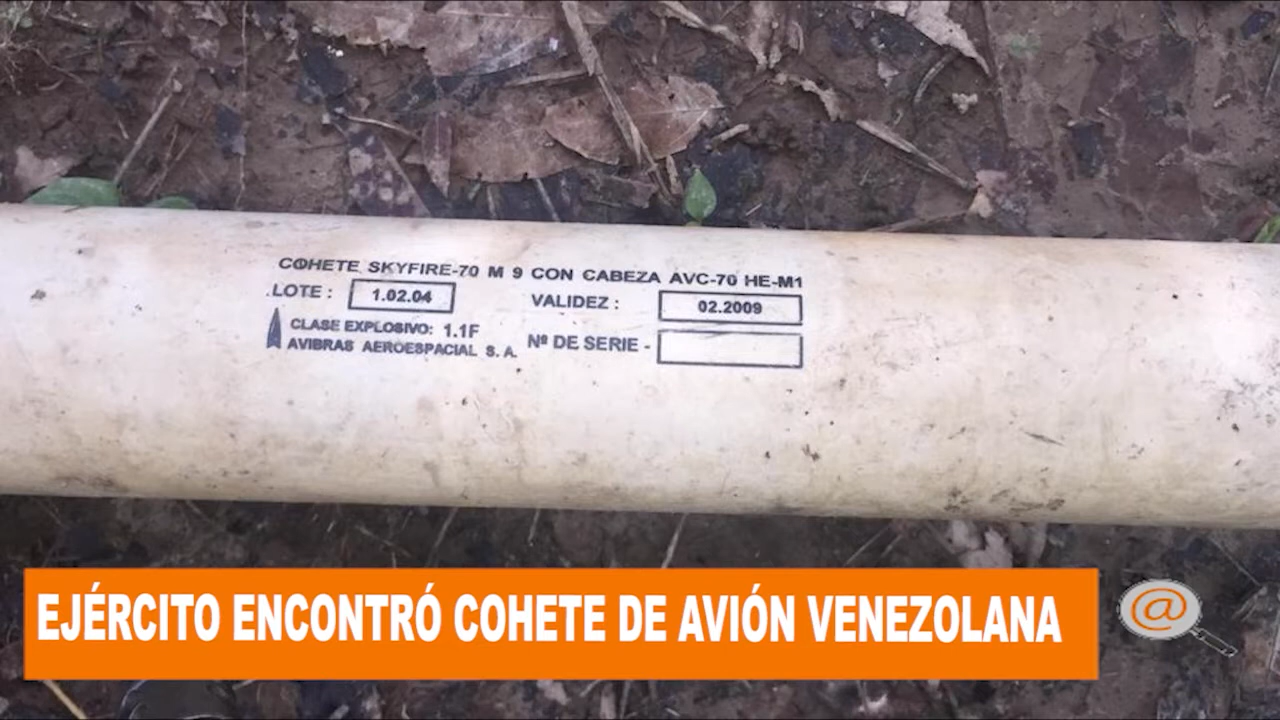 COHETE SKYFIRE-70 M 9 CON CABEZA AVC-70 HE-M1
.LOTE : 1.02.04 VALIDEZ : 02.2009
CLASE EXPLOSIVO: 1.1F
AVIBRAS AEROESPACIAL S. A. Nº DE SERIE -
EJÉRCITO ENCONTRÓ COHETE DE AVIÓN VENEZOLANA
@